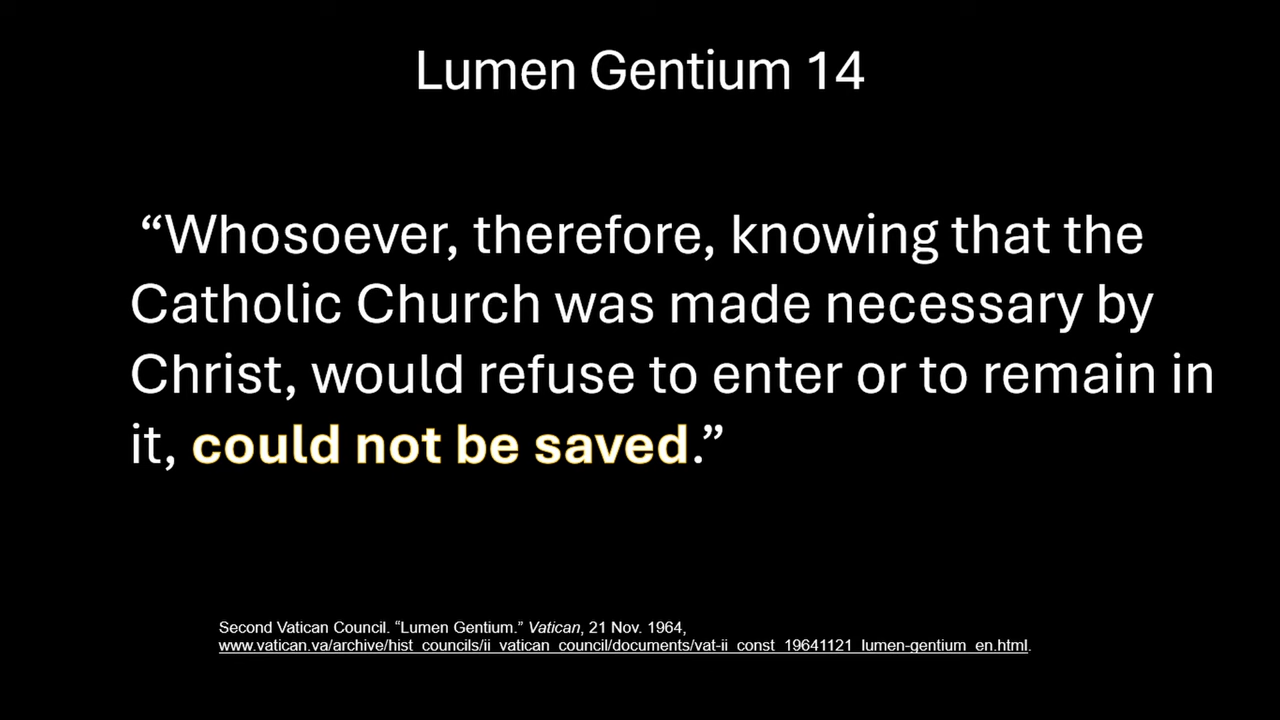 Lumen Gentium 14
“Whosoever, therefore, knowing that the
Catholic Church was made necessary by
Christ, would refuse to enter or to remain in
it, could not be saved.”
Second Vatican Council. “Lumen Gentium.” Vatican, 21 Nov. 1964,
www.vatican.va/archive/hist_councils/ii_vatican_council/documents/vat-ii_const_19641121_lumen-gentium_en.html.